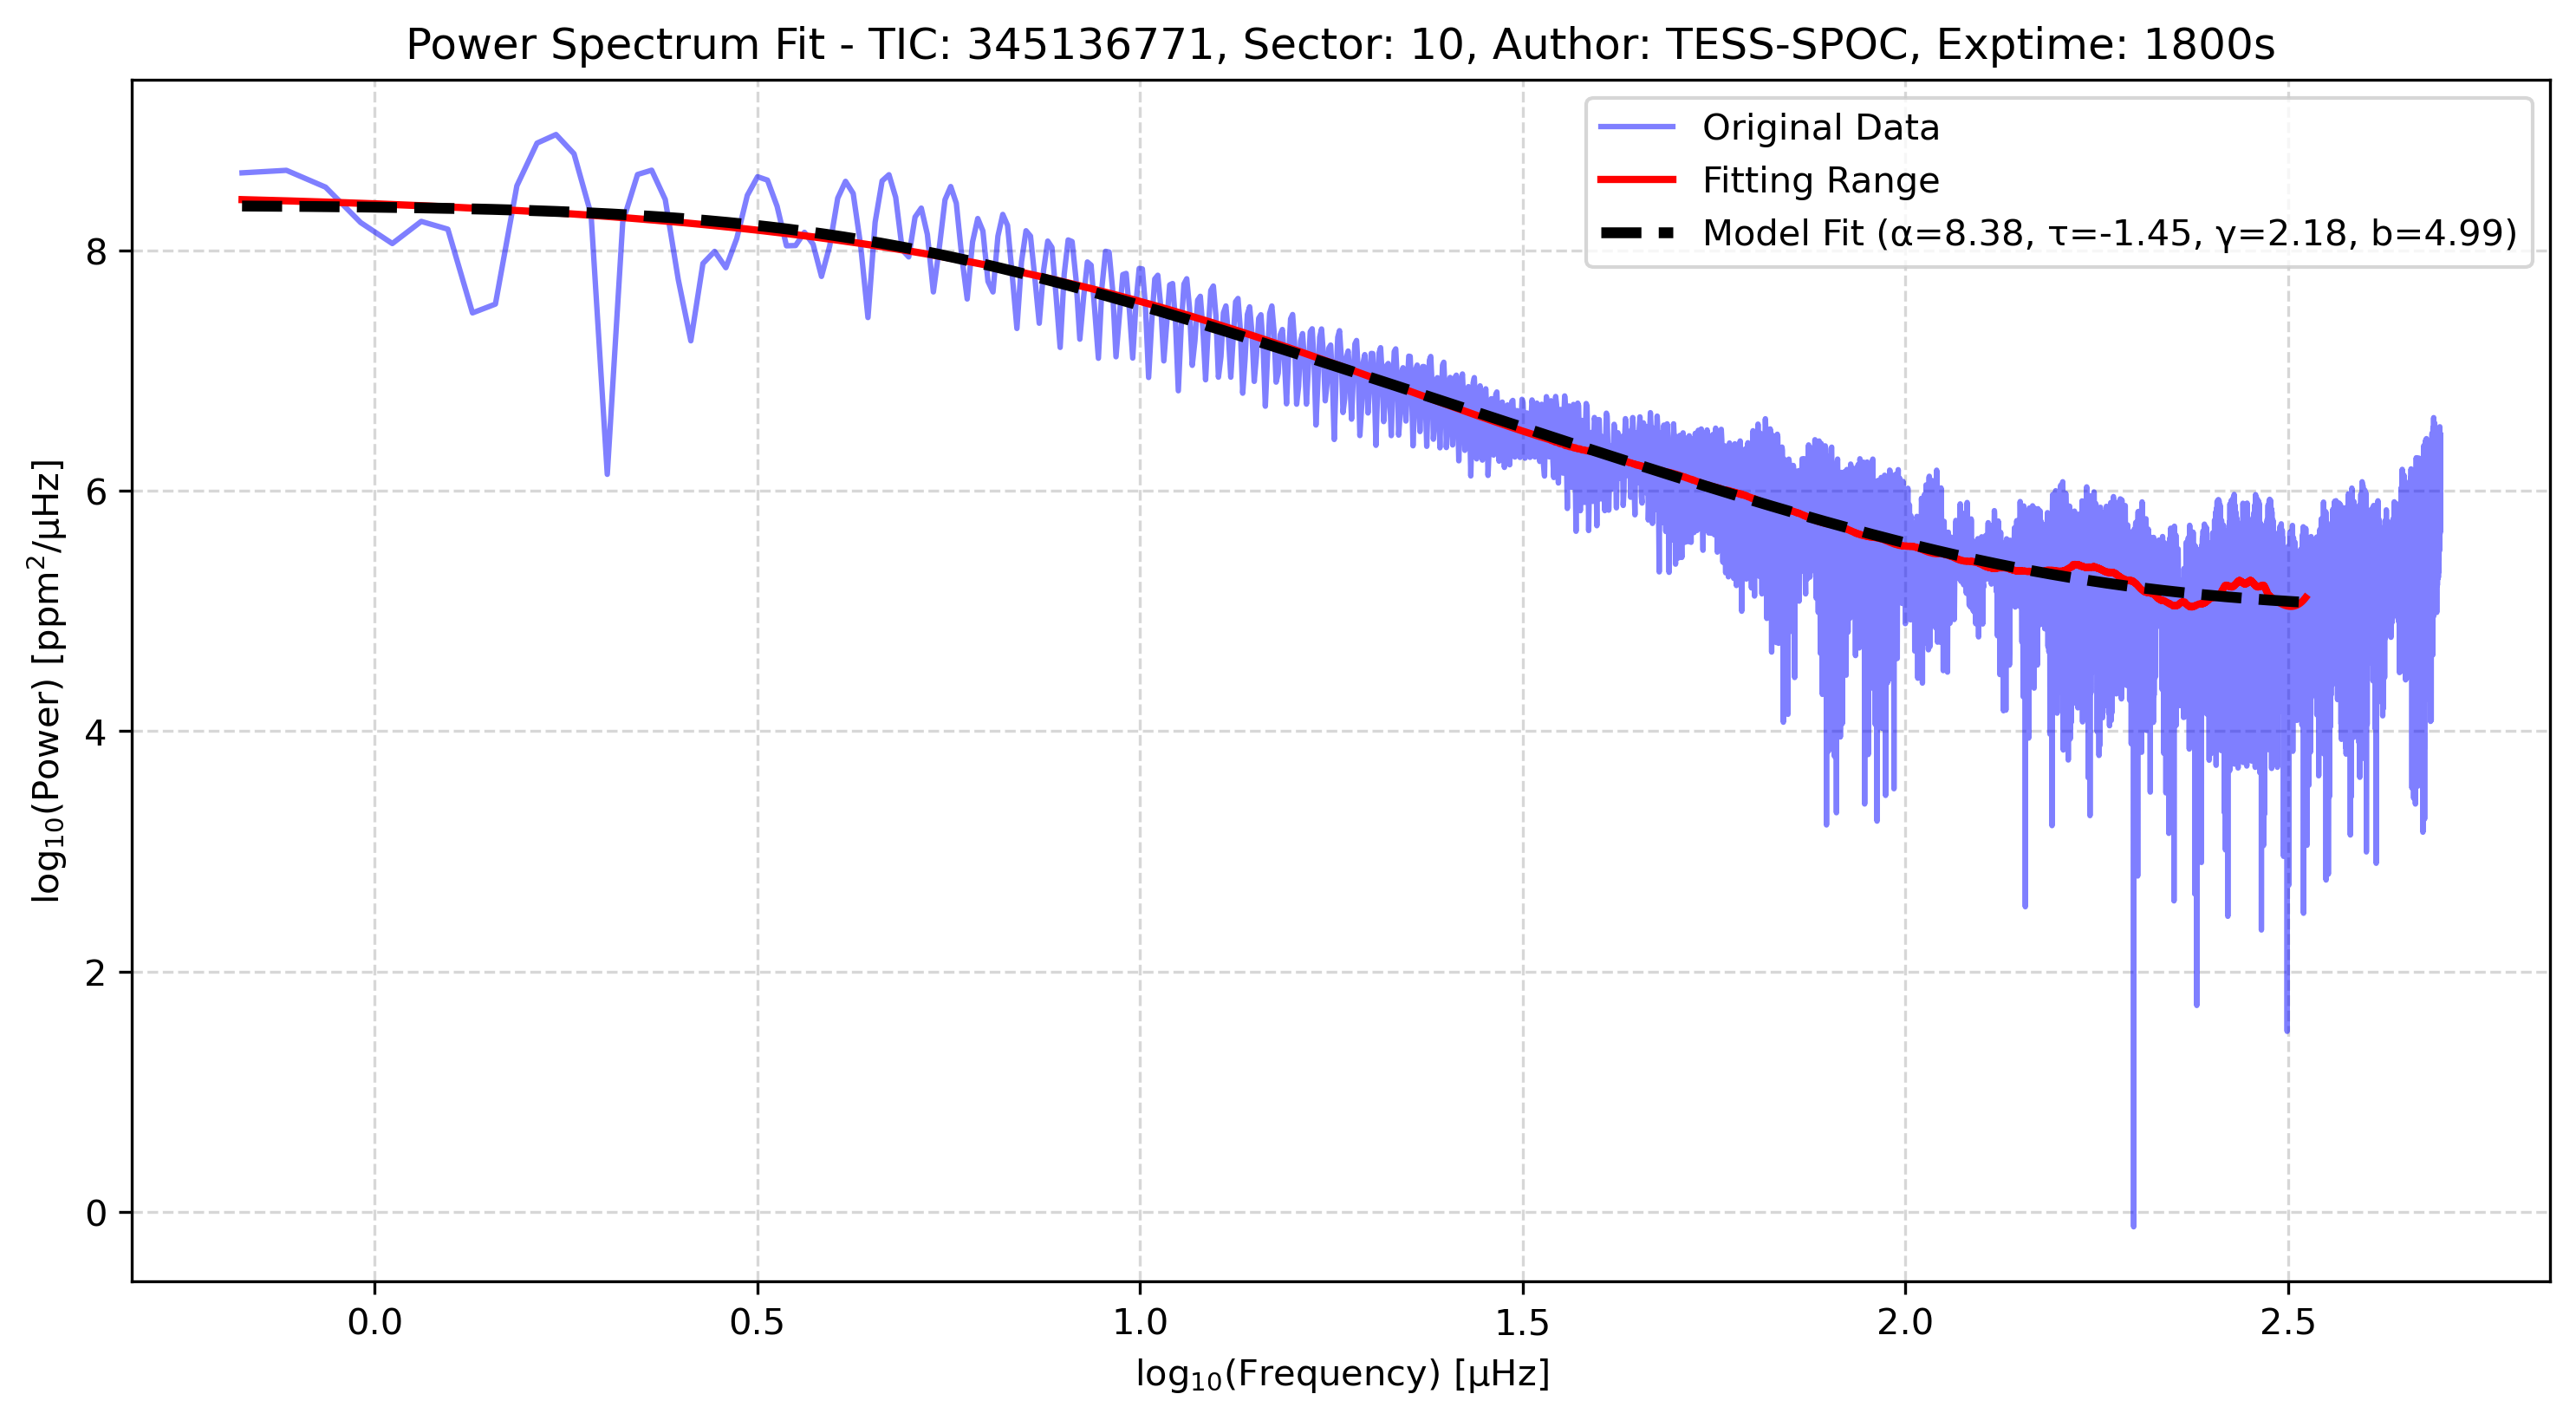 Power Spectrum Fit - TIC: 345136771, Sector: 10, Author: TESS-SPOC, Exptime: 1800s
Original Data
Fitting Range
Model Fit (α=8.38, τ=-1.45, γ=2.18, b=4.99)
log₁₀(Power) [ppm²/μHz]
8
6
4
2
0
0.0 0.5 1.0 1.5 2.0 2.5
log₁₀(Frequency) [μHz]